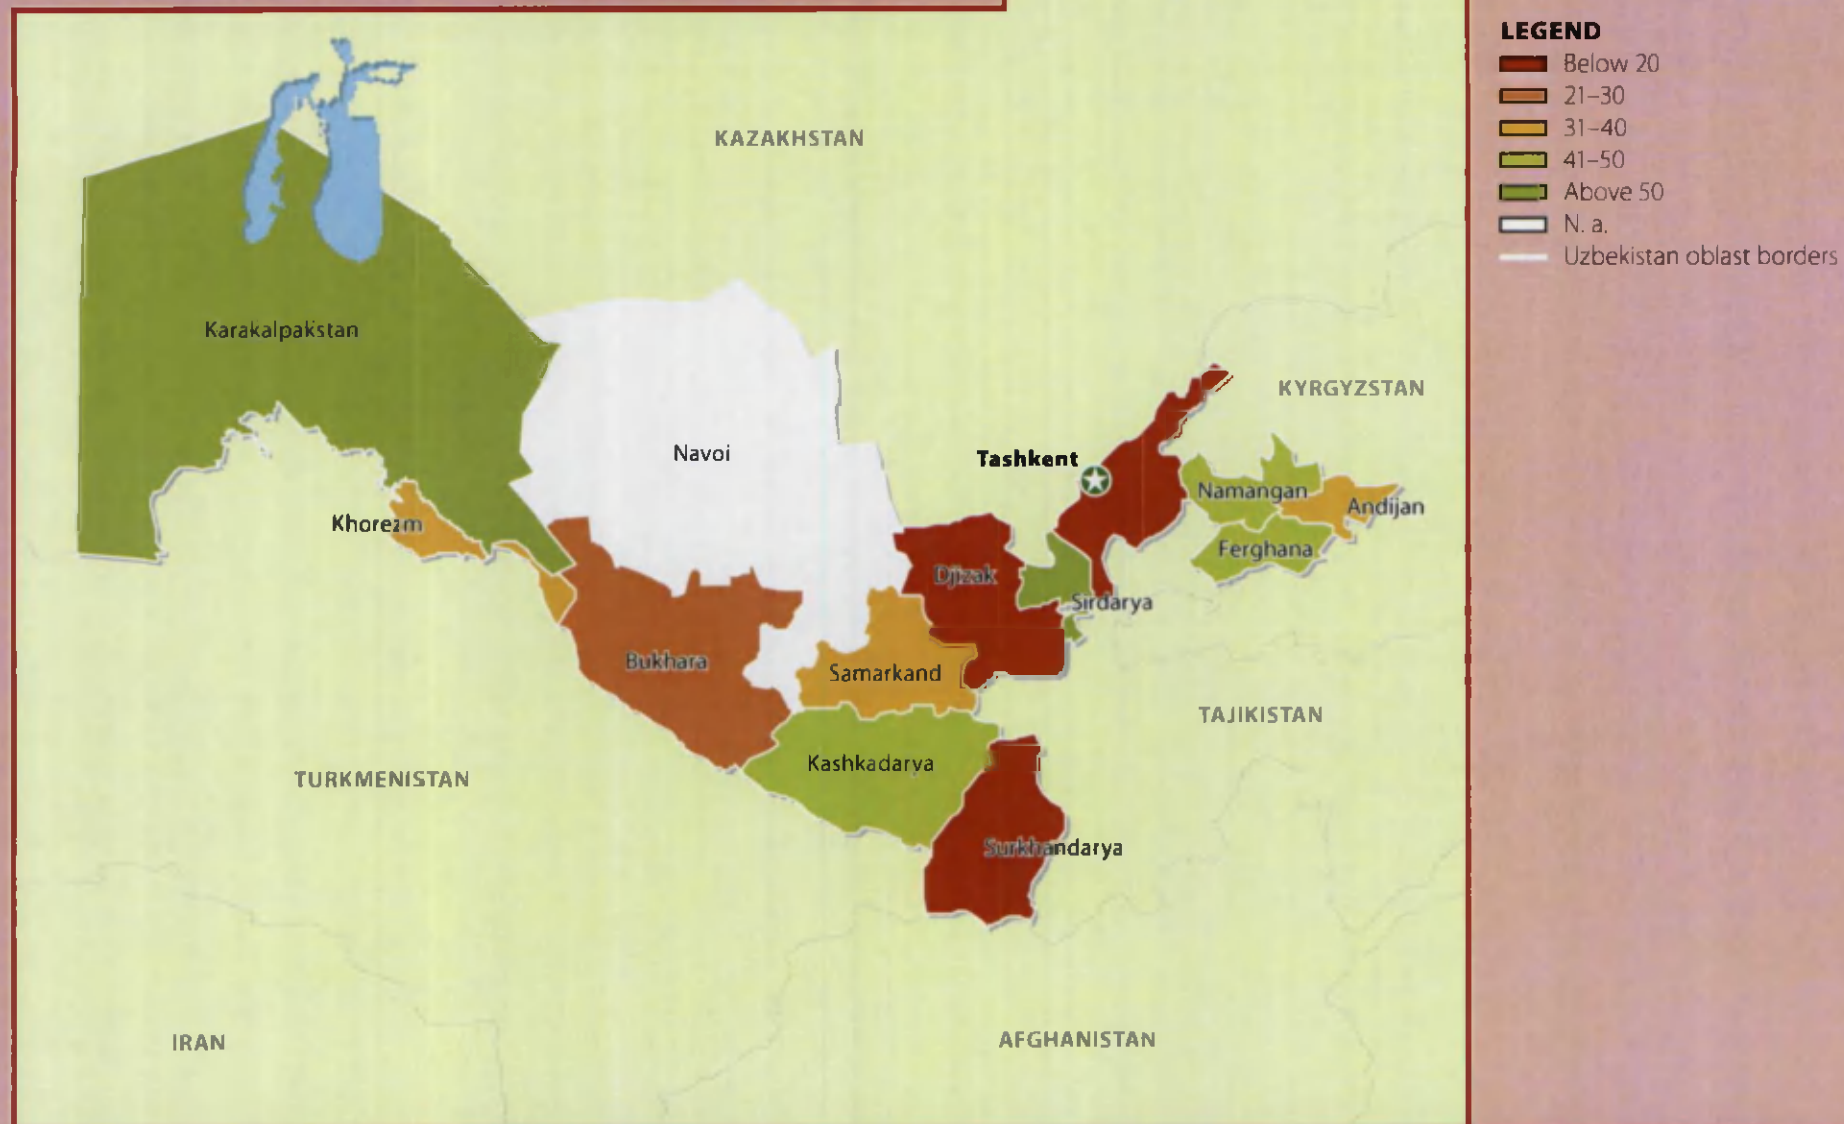 LEGEND
Below 20
21–30
31–40
41–50
Above 50
N. a.
Uzbekistan oblast borders
KAZAKHSTAN
Karakalpakstan
KYRGYZSTAN
Navoi
Tashkent
Namangan
Andijan
Khorezm
Ferghana
Djizak
Sirdarya
Bukhara
Samarkand
TAJIKISTAN
Kashkadarya
TURKMENISTAN
Surkhandarya
IRAN
AFGHANISTAN